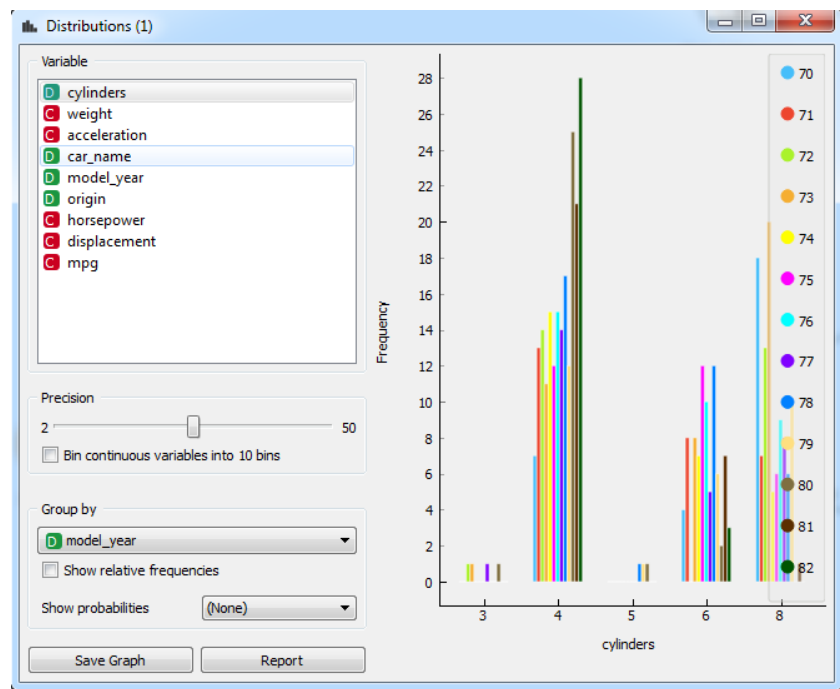 Distributions (1)
Variable
D cylinders
C weight
C acceleration
D car_name
D model_year
D origin
C horsepower
C displacement
C mpg
Precision
2 50
Bin continuous variables into 10 bins
Group by
D model_year
Show relative frequencies
Show probabilities (None)
Save Graph Report
Frequency
28
26
24
22
20
18
16
14
12
10
8
6
4
2
0
3 4 5 6 8
cylinders
70
71
72
73
74
75
76
77
78
79
80
81
82